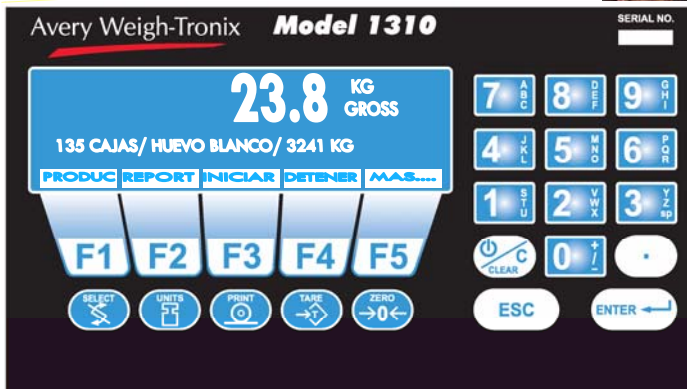 Avery Weigh-Tronix Model 1310
SERIAL NO.
23.8 KG GROSS
135 CAJAS/ HUEVO BLANCO/ 3241 KG
PRODUC REPORT INICIAR DETENER MAS....
F1 F2 F3 F4 F5
SELECT UNITS PRINT TARE ZERO
T →0←
7 ABC 8 DEF 9 GHI
4 JKL 5 MNO 6 PQR
1 STU 2 VWX 3 YZsp
C CLEAR 0 +/- .
ESC ENTER